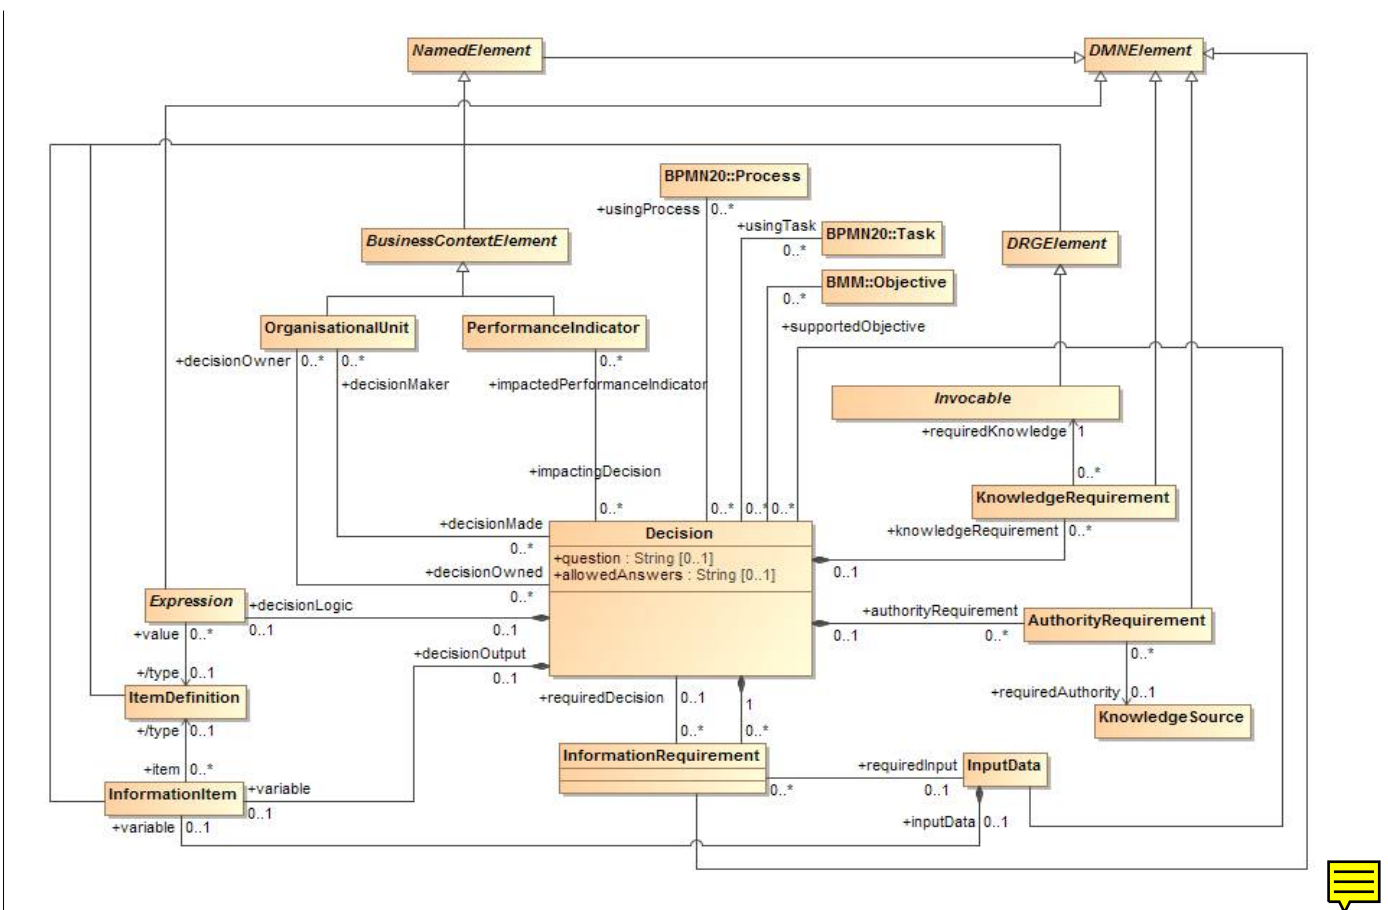 NamedElement
DMNElement
BPMN20::Process
+usingProcess 0..*
+usingTask
BPMN20::Task
0..*
BusinessContextElement
DRGElement
BMM::Objective
0..*
+supportedObjective
OrganisationalUnit
PerformanceIndicator
+decisionOwner 0..* 0..*
0..*
+decisionMaker
+impactedPerformanceIndicator
Invocable
+requiredKnowledge 1
+impactingDecision
0..*
KnowledgeRequirement
0..*
0..* 0..* 0..*
+decisionMade
0..*
Decision
+knowledgeRequirement 0..*
+question : String [0..1]
+allowedAnswers : String [0..1]
+decisionOwned
0..*
0..1
Expression
+decisionLogic
0..1
0..1
+value 0..*
+authorityRequirement
0..1
0..*
AuthorityRequirement
+decisionOutput
0..1
0..*
+/type 0..1
ItemDefinition
+requiredDecision 0..1
1
+requiredAuthority 0..1
KnowledgeSource
+/type 0..1
0..*
0..*
InformationRequirement
+item 0..*
+requiredInput
InputData
0..*
0..1
InformationItem
+variable
0..1
+variable 0..1
+inputData 0..1